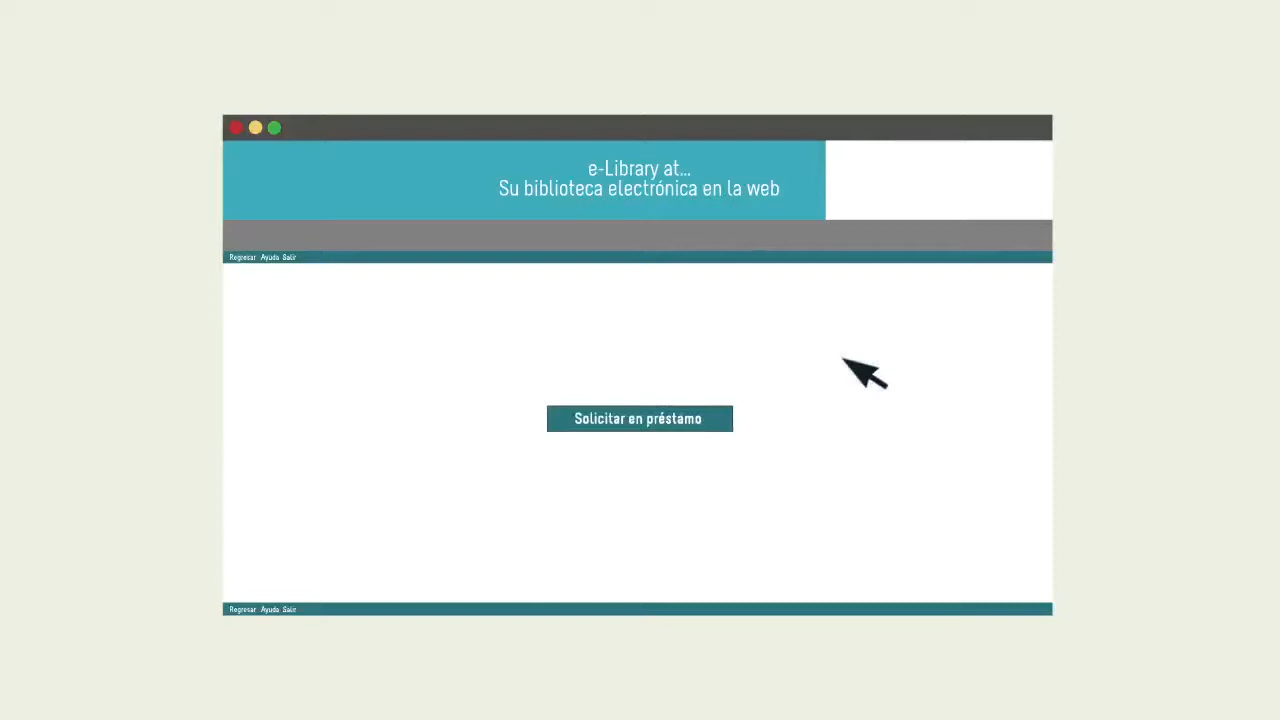 e-Library at...
Su biblioteca electrónica en la web
Regresar Ayuda Salir
Solicitar en préstamo
Regresar Ayuda Salir